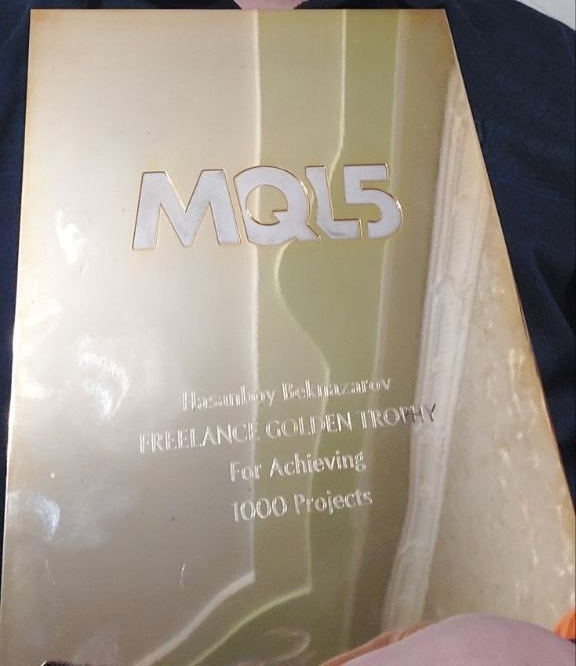 MQL5
Hasanboy Beknazarov
FREELANCE GOLDEN TROPHY
For Achieving
1000 Projects